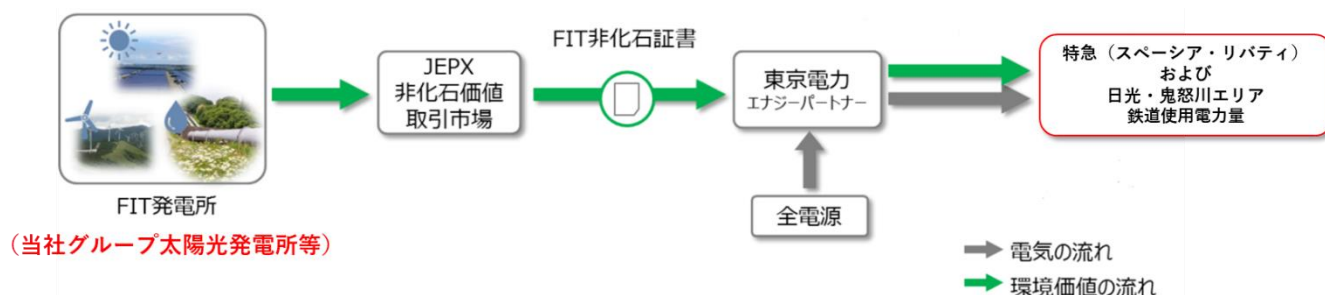 FIT発電所
(当社グループ太陽光発電所等)
JEPX
非化石価値
取引市場
FIT非化石証書
東京電力
エナジーパートナー
全電源
特急（スペーシア・リバティ）
および
日光・鬼怒川エリア
鉄道使用電力量
電気の流れ
環境価値の流れ